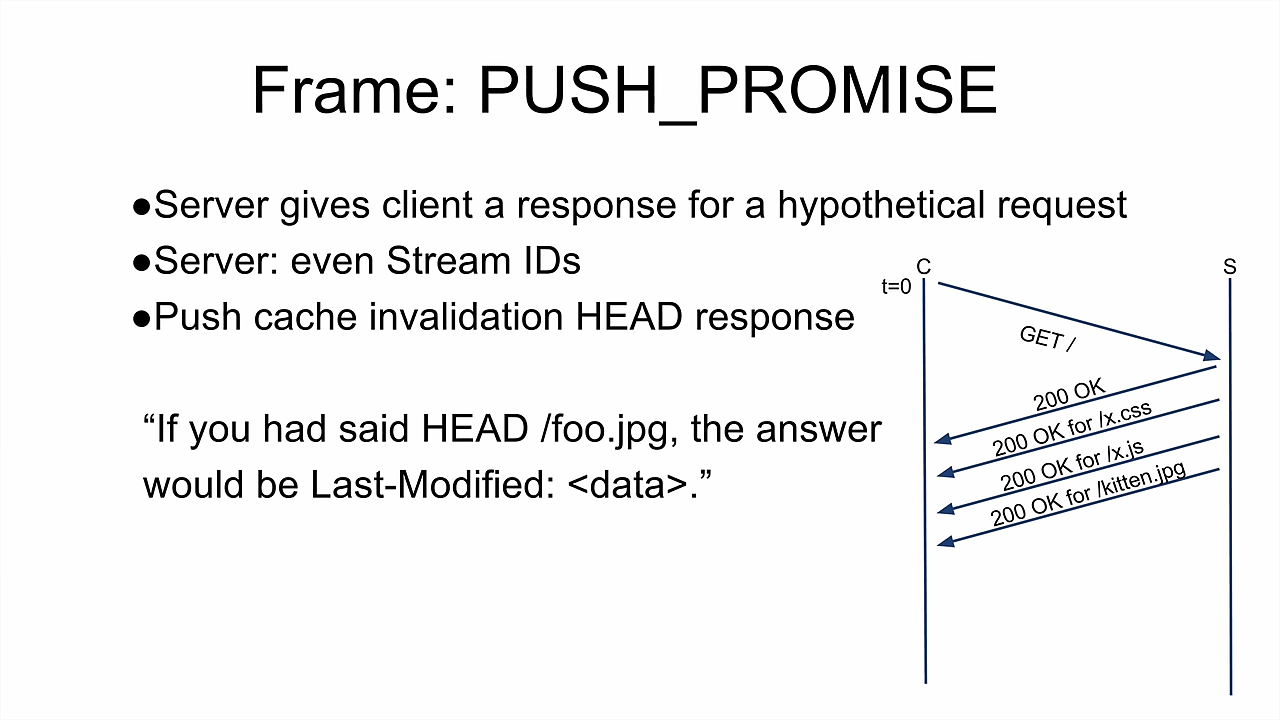 Frame: PUSH_PROMISE
●Server gives client a response for a hypothetical request
●Server: even Stream IDs
●Push cache invalidation HEAD response
“If you had said HEAD /foo.jpg, the answer
would be Last-Modified: <data>.”
C
S
t=0
GET /
200 OK
200 OK for /x.css
200 OK for /x.js
200 OK for /kitten.jpg